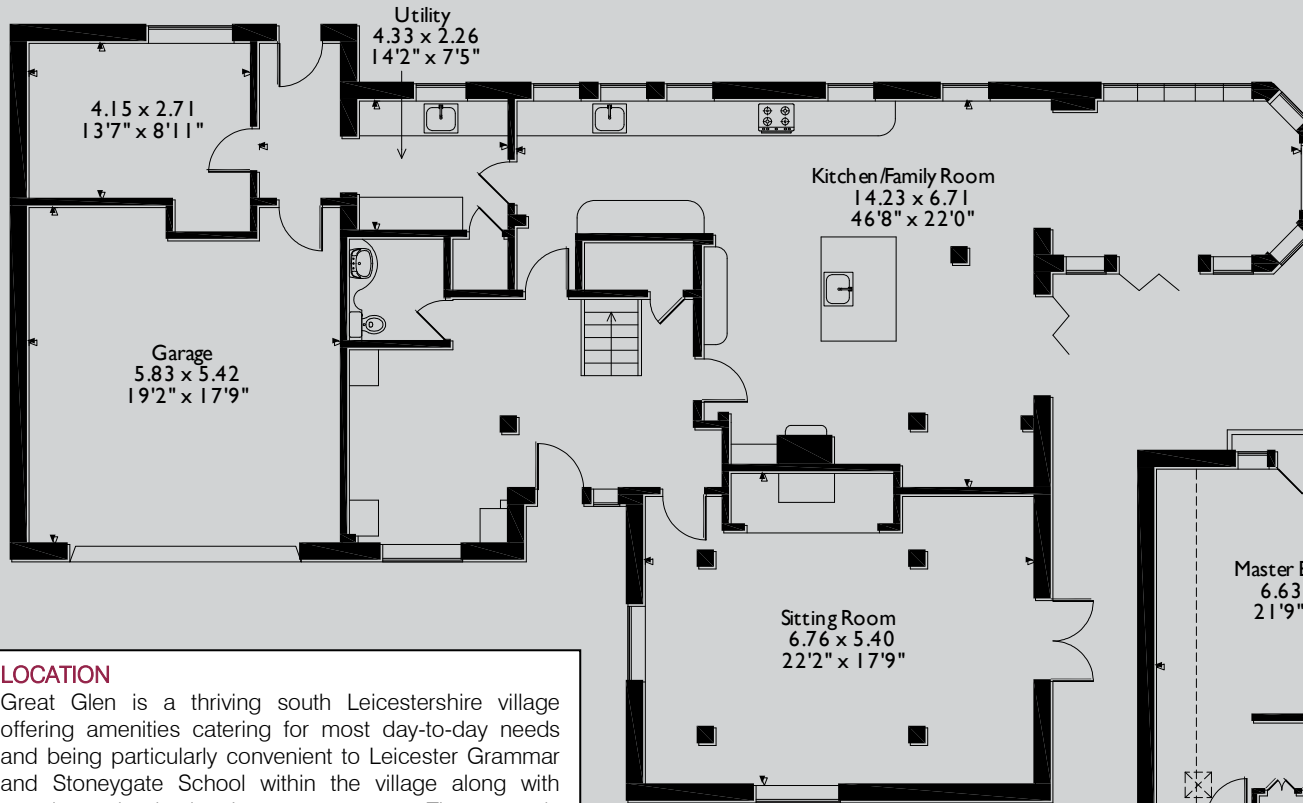 Utility
4.33 x 2.26
14'2" x 7'5"
4.15 x 2.71
13'7" x 8'11"
Kitchen/Family Room
14.23 x 6.71
46'8" x 22'0"
Garage
5.83 x 5.42
19'2" x 17'9"
Master
6.63
21'9"
Sitting Room
6.76 x 5.40
22'2" x 17'9"
LOCATION
Great Glen is a thriving south Leicestershire village
offering amenities catering for most day-to-day needs
and being particularly convenient to Leicester Grammar
and Stoneygate School within the village along with